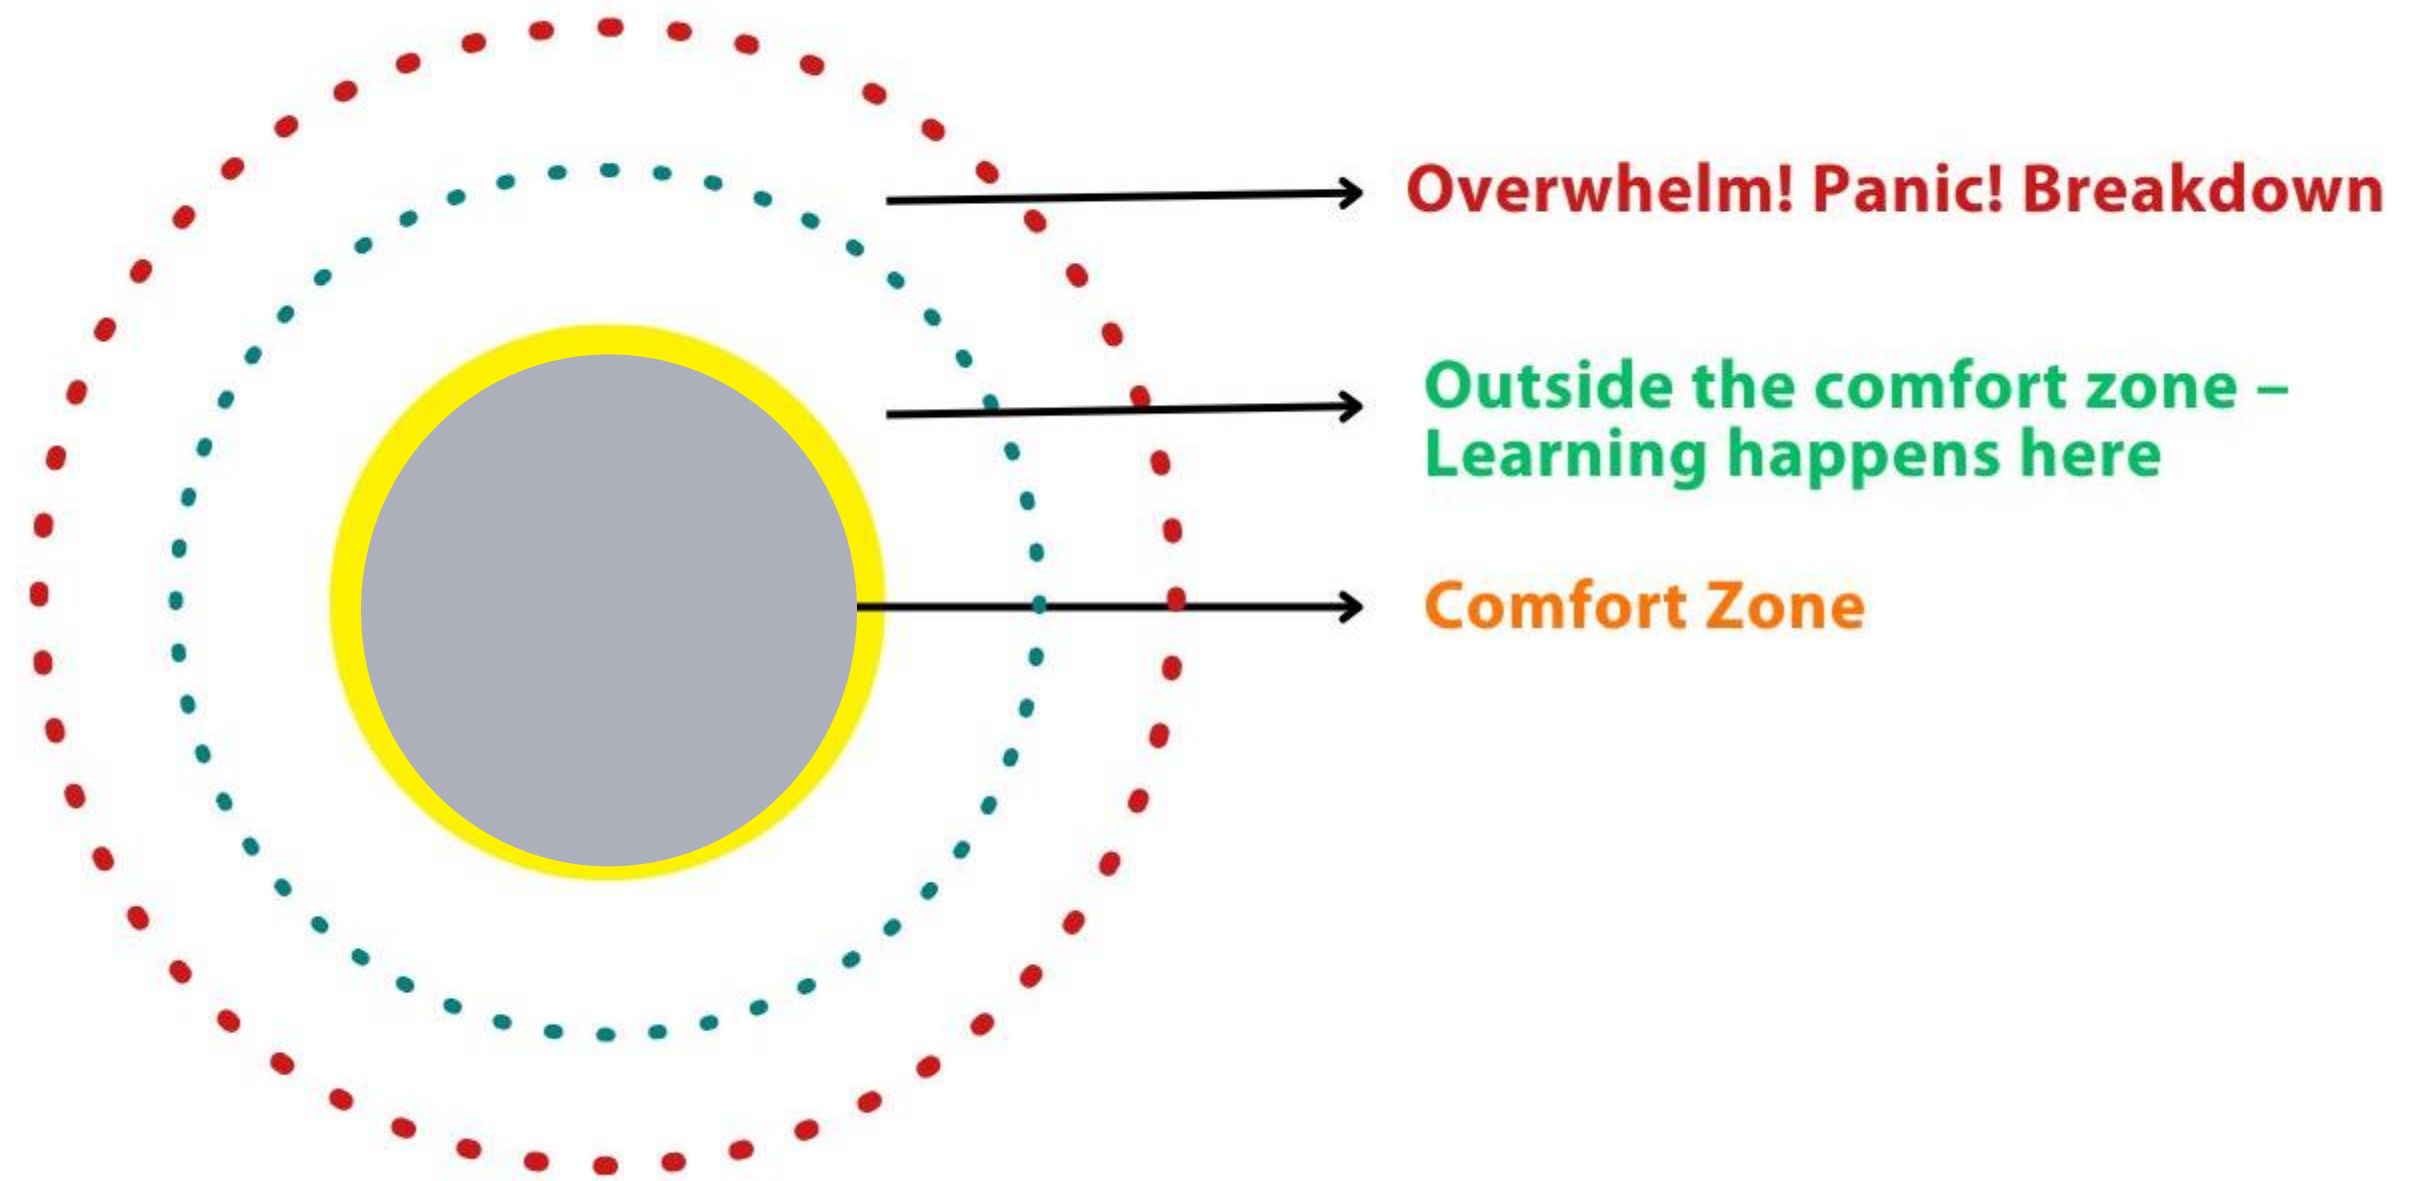 Overwhelm! Panic! Breakdown
Outside the comfort zone –
Learning happens here
Comfort Zone